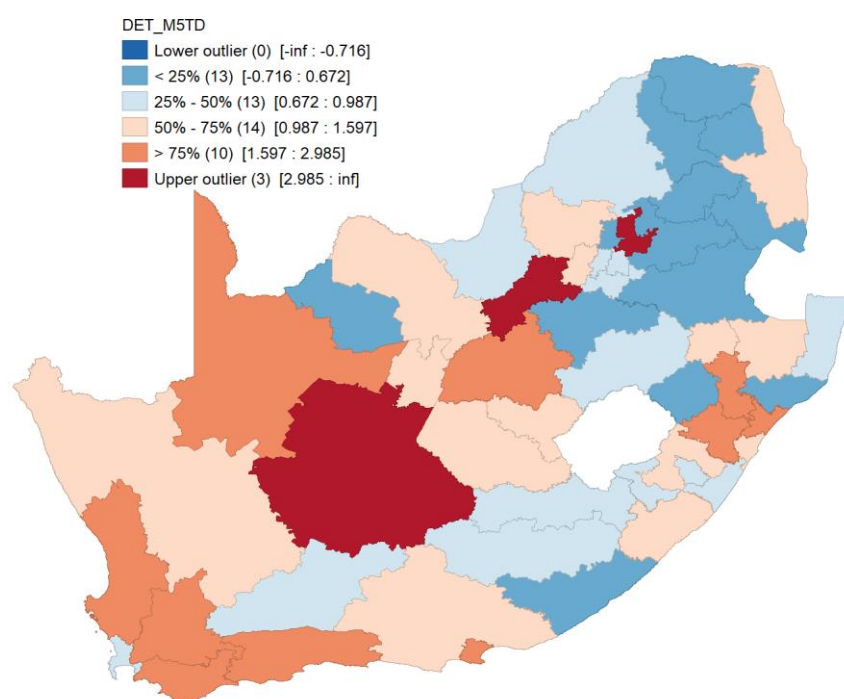 DET_M5TD
Lower outlier (0) [-inf : -0.716]
< 25% (13) [-0.716 : 0.672]
25% - 50% (13) [0.672 : 0.987]
50% - 75% (14) [0.987 : 1.597]
> 75% (10) [1.597 : 2.985]
Upper outlier (3) [2.985 : inf]